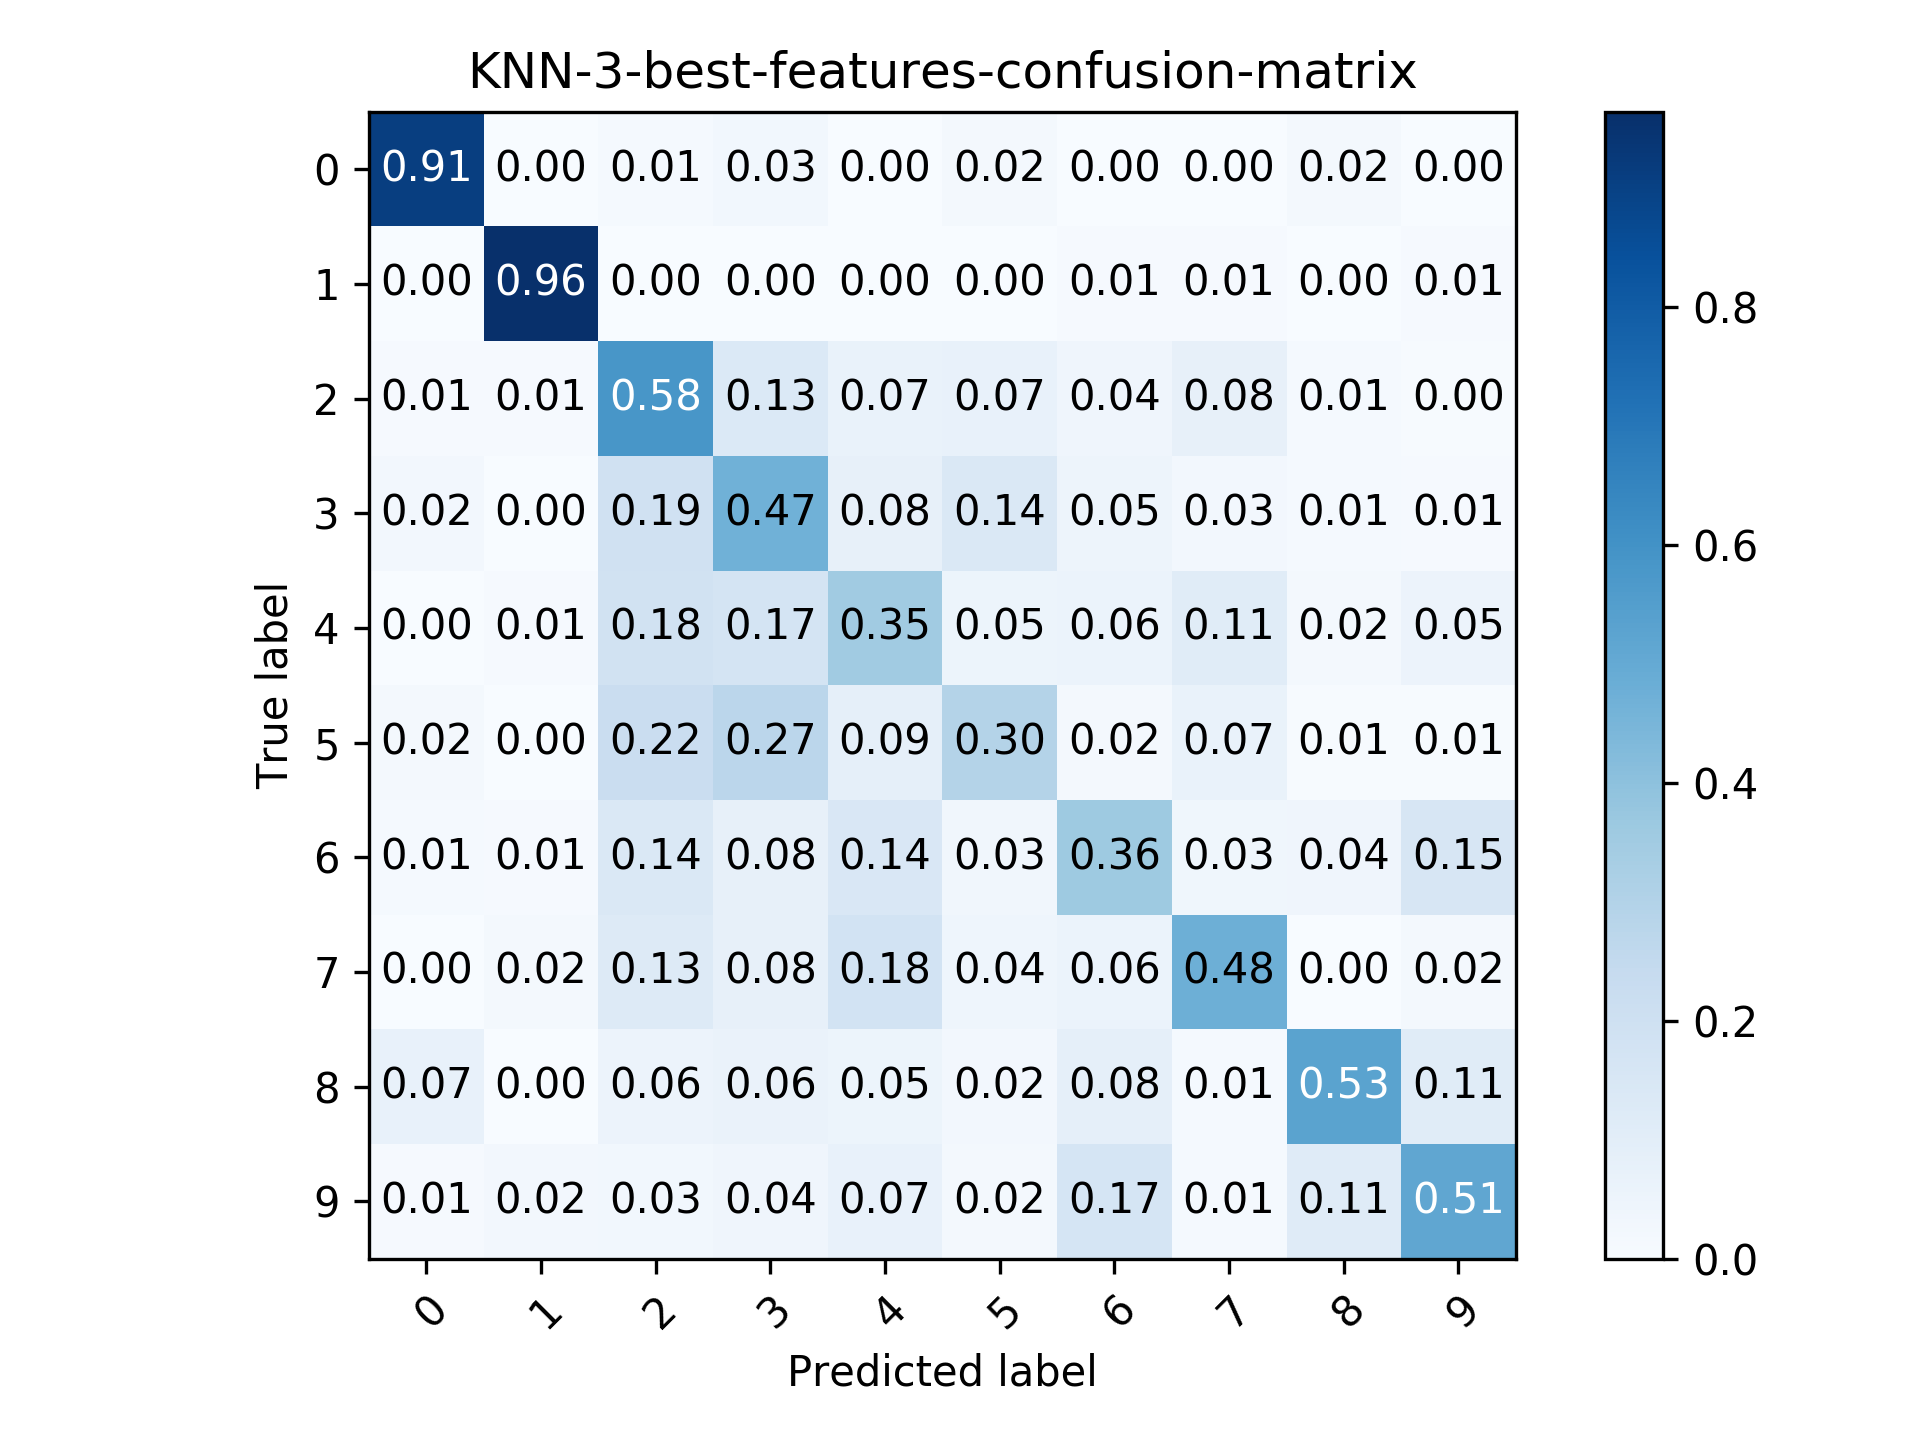 KNN-3-best-features-confusion-matrix
0 0.91 0.00 0.01 0.03 0.00 0.02 0.00 0.00 0.02 0.00
1 0.00 0.96 0.00 0.00 0.00 0.00 0.01 0.01 0.00 0.01
2 0.01 0.01 0.58 0.13 0.07 0.07 0.04 0.08 0.01 0.00
3 0.02 0.00 0.19 0.47 0.08 0.14 0.05 0.03 0.01 0.01
4 0.00 0.01 0.18 0.17 0.35 0.05 0.06 0.11 0.02 0.05
5 0.02 0.00 0.22 0.27 0.09 0.30 0.02 0.07 0.01 0.01
6 0.01 0.01 0.14 0.08 0.14 0.03 0.36 0.03 0.04 0.15
7 0.00 0.02 0.13 0.08 0.18 0.04 0.06 0.48 0.00 0.02
8 0.07 0.00 0.06 0.06 0.05 0.02 0.08 0.01 0.53 0.11
9 0.01 0.02 0.03 0.04 0.07 0.02 0.17 0.01 0.11 0.51
0 1 2 3 4 5 6 7 8 9
Predicted label
True label
0.8
0.6
0.4
0.2
0.0